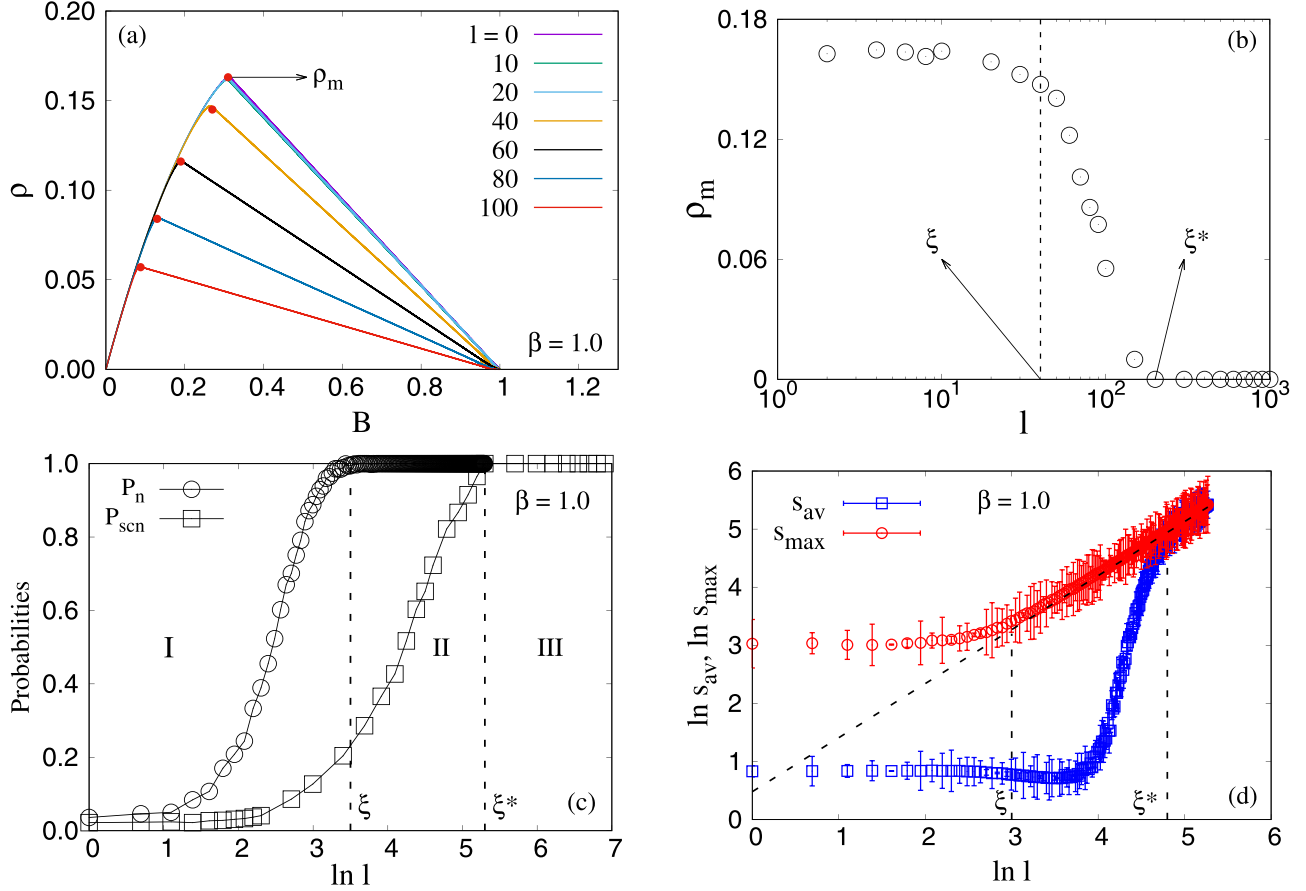 (a)
0.20
0.15
0.10
0.05
0.00
ρ
0
0.2
0.4
0.6
0.8
1
1.2
B
ρm
l = 0
10
20
40
60
80
100
β = 1.0
(b)
0.18
0.12
0.06
0
ρm
10^0
10^1
10^2
10^3
l
ξ
ξ*
1.0
0.8
0.6
0.4
0.2
0.0
Probabilities
Pn
Pscn
β = 1.0
I
II
III
ξ
ξ*
(c)
0
1
2
3
4
5
6
7
ln l
6
5
4
3
2
1
0
ln sav, ln smax
sav
smax
β = 1.0
ξ
ξ*
(d)
0
1
2
3
4
5
6
ln l